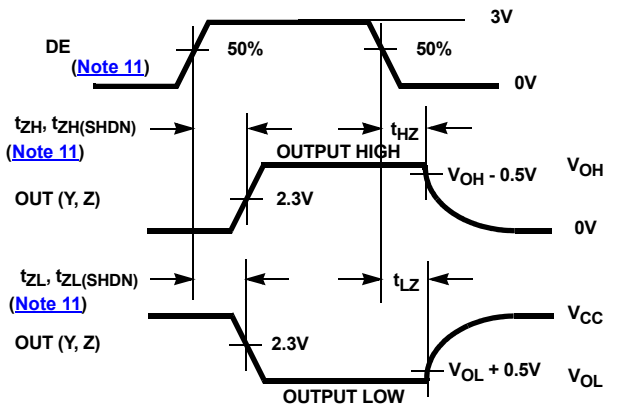 3V
DE
50%
50%
(Note 11)
0V
tZH, tZH(SHDN)
tHZ
(Note 11)
OUTPUT HIGH
VOH - 0.5V
VOH
OUT (Y, Z)
2.3V
0V
tZL, tZL(SHDN)
tLZ
(Note 11)
VCC
OUT (Y, Z)
2.3V
VOL + 0.5V
VOL
OUTPUT LOW